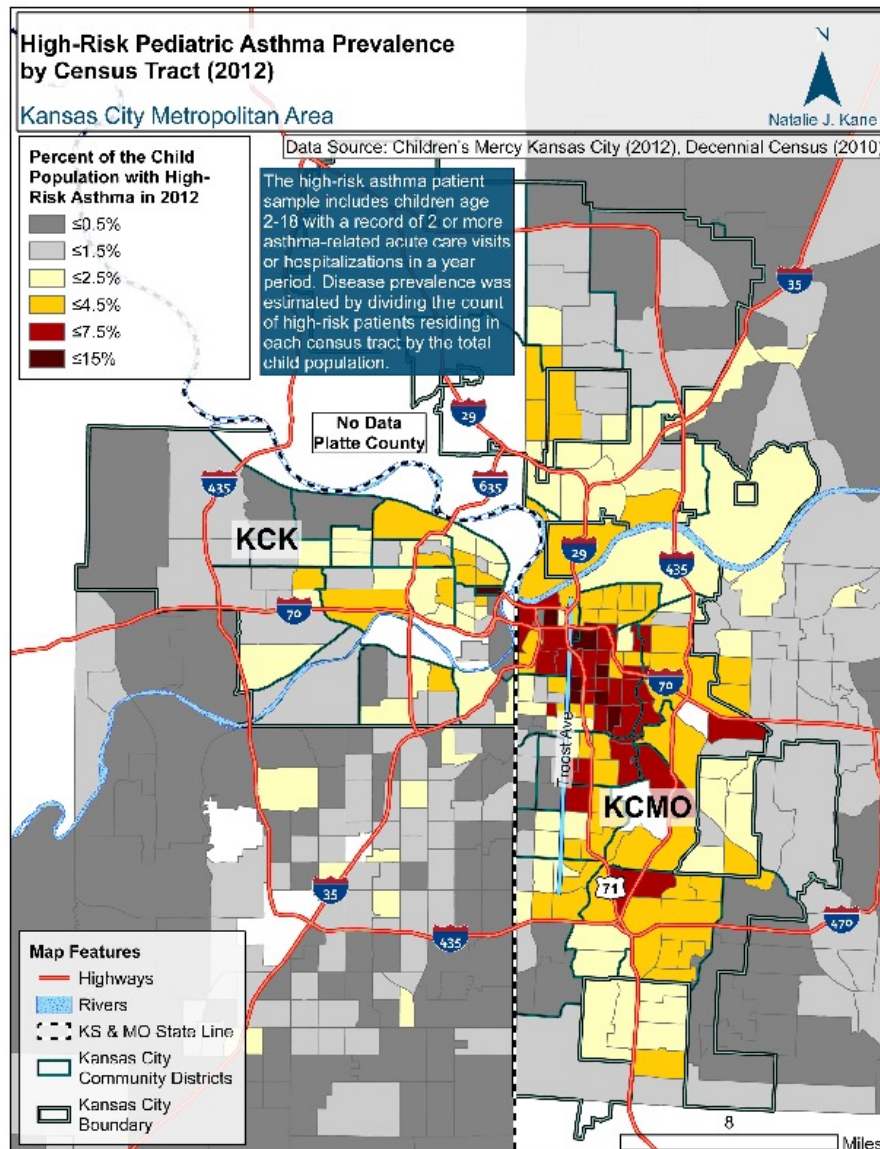 High-Risk Pediatric Asthma Prevalence
by Census Tract (2012)
Kansas City Metropolitan Area
N
Natalie J. Kane
Data Source: Children's Mercy Kansas City (2012), Decennial Census (2010)
Percent of the Child
Population with High-
Risk Asthma in 2012
≤0.5%
≤1.5%
≤2.5%
≤4.5%
≤7.5%
≤15%
The high-risk asthma patient
sample includes children age
2-18 with a record of 2 or more
asthma-related acute care visits
or hospitalizations in a year
period. Disease prevalence was
estimated by dividing the count
of high-risk patients residing in
each census tract by the total
child population.
35
29
No Data
Platte County
435
635
KCK
29
435
70
70
Troost Ave
KCMO
71
35
435
470
Map Features
Highways
Rivers
KS & MO State Line
Kansas City
Community Districts
Kansas City
Boundary
8
Miles